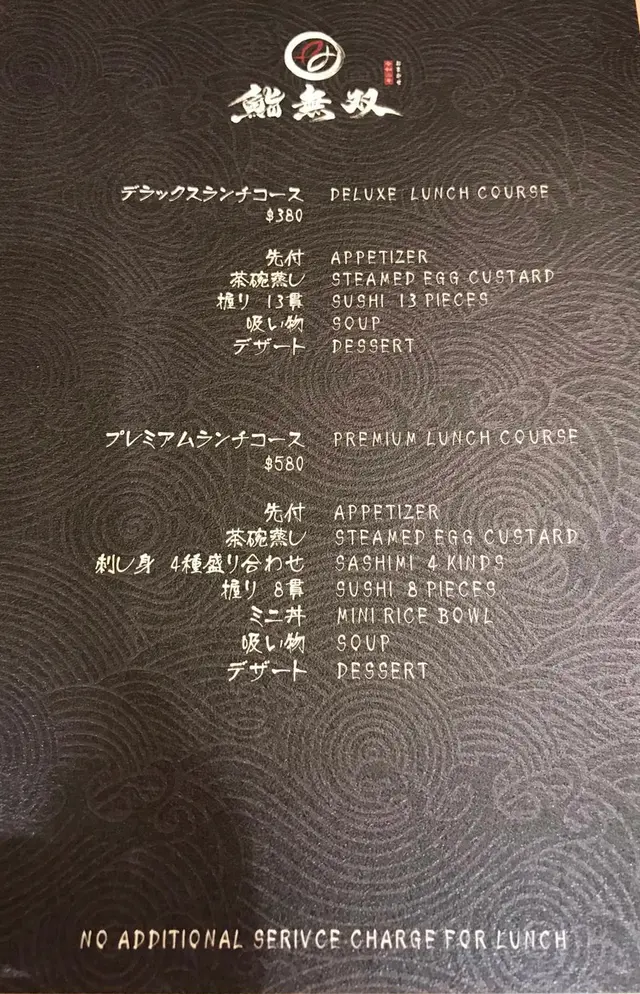 鮨無双
デラックスランチコース DELUXE LUNCH COURSE
$380
先付 APPETIZER
茶碗蒸し STEAMED EGG CUSTARD
握り 13貫 SUSHI 13 PIECES
吸い物 SOUP
デザート DESSERT
プレミアムランチコース PREMIUM LUNCH COURSE
$580
先付 APPETIZER
茶碗蒸し STEAMED EGG CUSTARD
刺し身 4種盛り合わせ SASHIMI 4 KINDS
握り 8貫 SUSHI 8 PIECES
ミニ丼 MINI RICE BOWL
吸い物 SOUP
デザート DESSERT
NO ADDITIONAL SERIVCE CHARGE FOR LUNCH